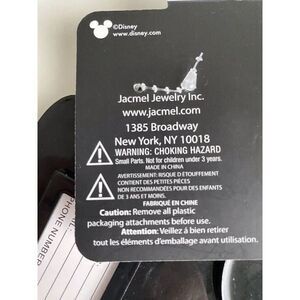 ©Disney
www.disney.com
Jacmel Jewelry Inc.
www.jacmel.com
1385 Broadway
New York, NY 10018
WARNING: CHOKING HAZARD
Small Parts. Not for children under 3 years.
MADE IN CHINA
AVERTISSEMENT: RISQUE D ETOUFFEMENT
CONTIENT DES PETITES PIÈCES
NON RECOMMANDÉES POUR DES ENFANTS
DE 3 ANS ET MOINS.
FABRIQUÉ EN CHINE
Caution: Remove all plastic
packaging attachments before use.
Attention: Veillez á bien retirer
tout les éléments d'emballage avant utilisation.
PHONE NUMBER